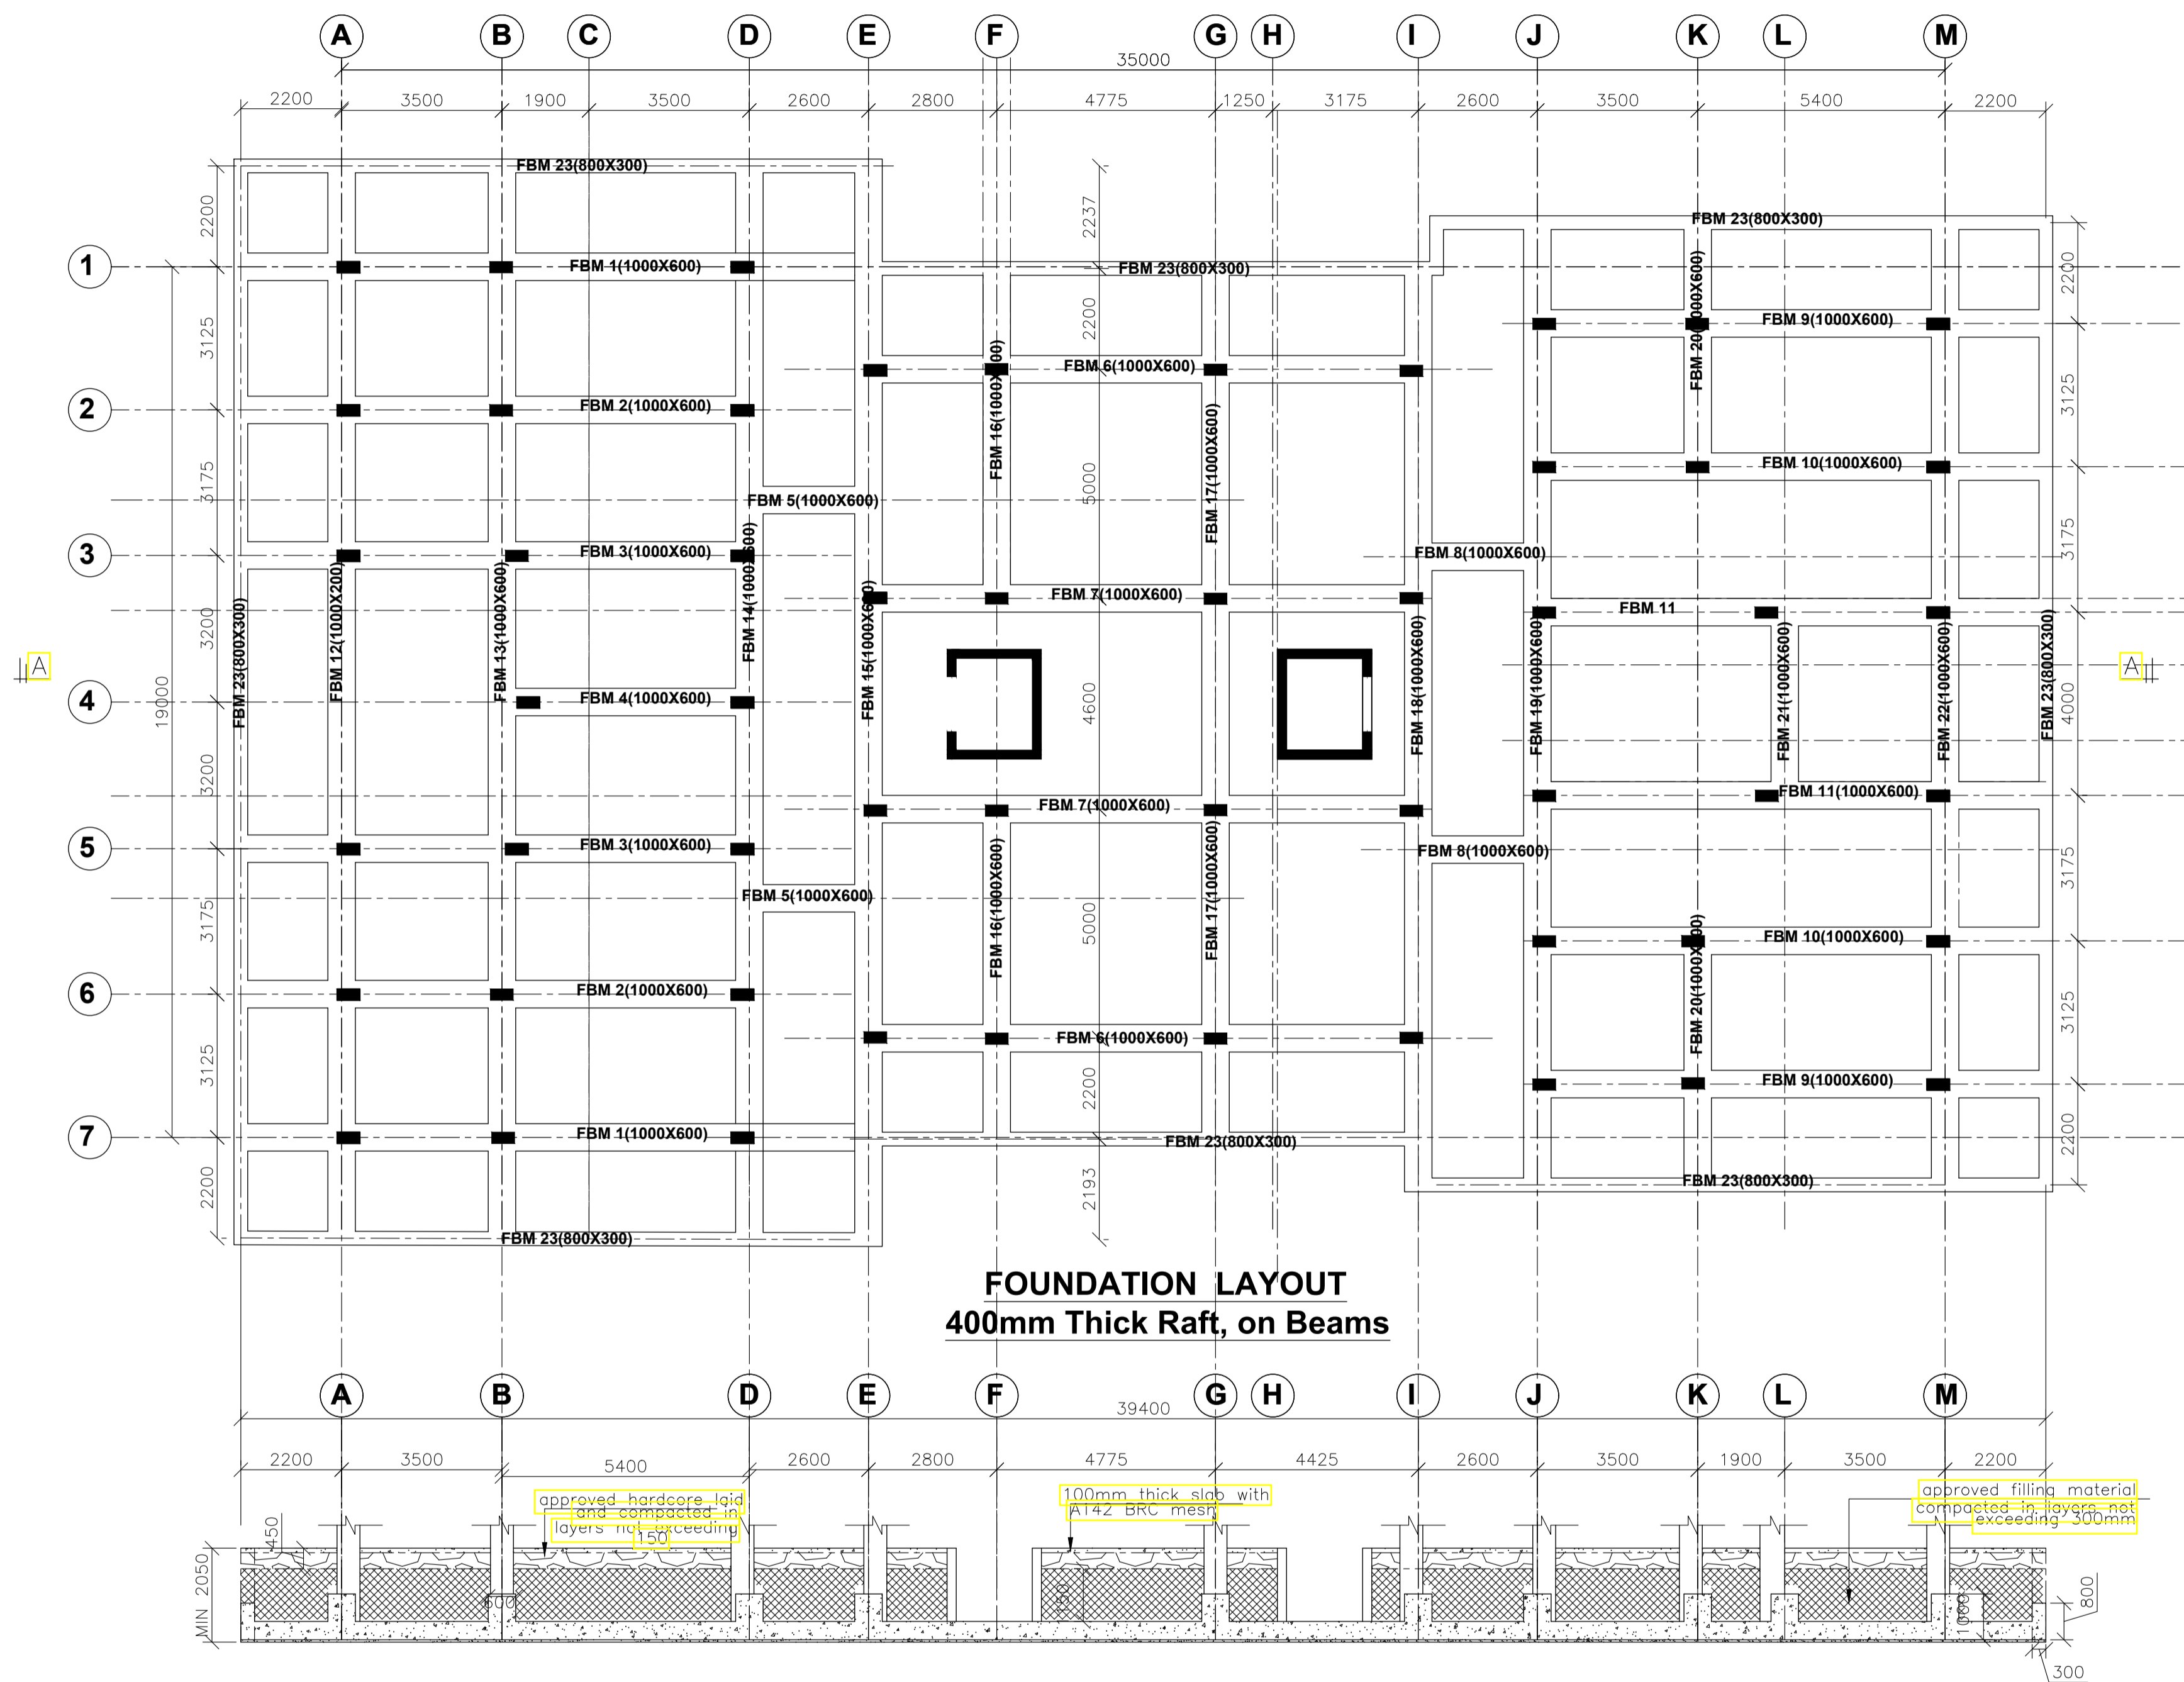 A B C D E F G H I J K L M
35000
2200 3500 1900 3500 2600 2800 4775 1250 3175 2600 3500 5400 2200
FBM 23(800X300)
FBM 23(800X300)
2200
2237
2200
1
FBM 1(1000X600)
FBM 23(800X300)
FBM 20(1000X600)
FBM 9(1000X600)
3125
2200
FBM 16(1000X600)
FBM 6(1000X600)
3125
2
FBM 2(1000X600)
FBM 17(1000X600)
FBM 10(1000X600)
3175
5000
FBM 5(1000X600)
3175
3
FBM 3(1000X600)
FBM 14(1000X600)
FBM 8(1000X600)
FBM 7(1000X600)
FBM 11
A
19000
3200
FBM 23(800X300)
FBM 12(1000X200)
FBM 13(1000X600)
FBM 15(1000X600)
4600
FBM 18(1000X600)
FBM 19(1000X600)
FBM 21(1000X600)
FBM 22(1000X600)
FBM 23(800X300)
4000
A
4
FBM 4(1000X600)
3200
FBM 7(1000X600)
FBM 11(1000X600)
5
FBM 3(1000X600)
FBM 8(1000X600)
3175
FBM 5(1000X600)
FBM 16(1000X600)
5000
FBM 17(1000X600)
3175
FBM 10(1000X600)
6
FBM 2(1000X600)
FBM 20(1000X600)
3125
FBM 6(1000X600)
3125
3125
2200
FBM 9(1000X600)
7
FBM 1(1000X600)
FBM 23(800X300)
2200
2193
2200
FBM 23(800X300)
FBM 23(800X300)
FOUNDATION LAYOUT
400mm Thick Raft, on Beams
A B D E F G H I J K L M
39400
2200 3500 5400 2600 2800 4775 4425 2600 3500 1900 3500 2200
approved hardcore laid
and compacted in
layers not exceeding
150
100mm thick slab with
A142 BRC mesh
approved filling material
compacted in layers not
exceeding 300mm
450
MIN 2050
600
1150
1000
800
300